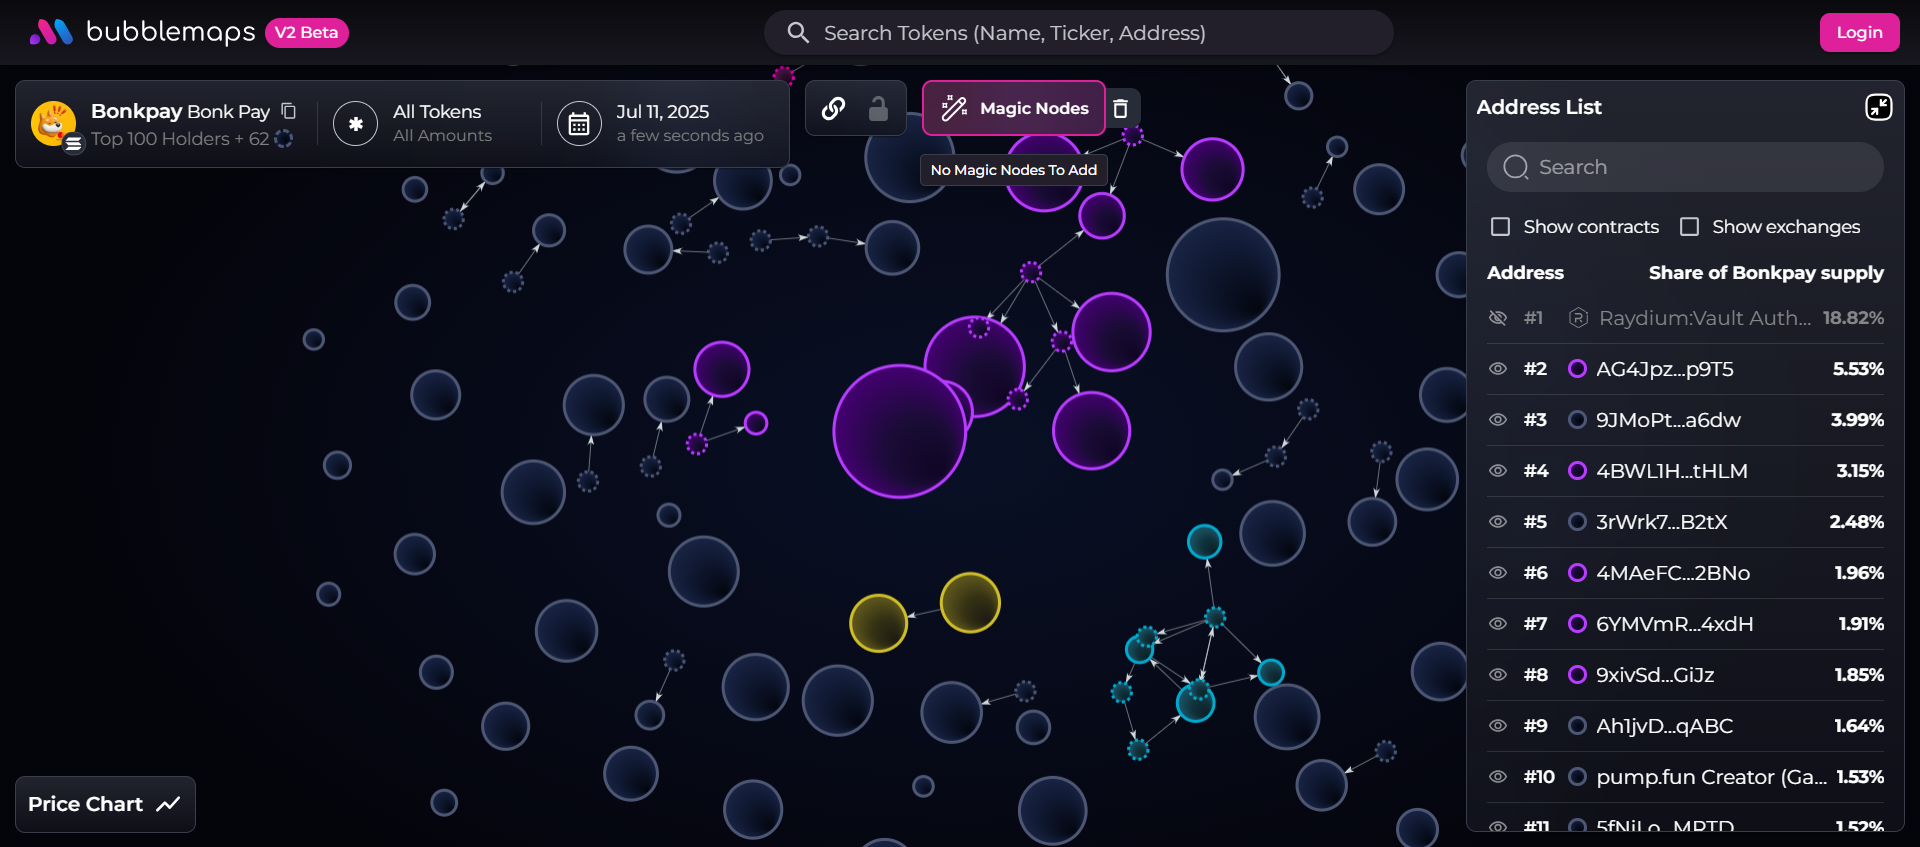 bubblemaps V2 Beta
Search Tokens (Name, Ticker, Address)
Login
Bonkpay Bonk Pay
Top 100 Holders + 62
All Tokens
All Amounts
Jul 11, 2025
a few seconds ago
Magic Nodes
No Magic Nodes To Add
Address List
Search
Show contracts Show exchanges
Address Share of Bonkpay supply
#1 Raydium:Vault Auth... 18.82%
#2 AG4Jpz...p9T5 5.53%
#3 9JMoPt...a6dw 3.99%
#4 4BWL1H...tHLM 3.15%
#5 3rWrk7...B2tX 2.48%
#6 4MAeFC...2BNo 1.96%
#7 6YMVmR...4xdH 1.91%
#8 9xivSd...GiJz 1.85%
#9 Ah1jvD...qABC 1.64%
#10 pump.fun Creator (Ga... 1.53%
#11 1.52%
Price Chart